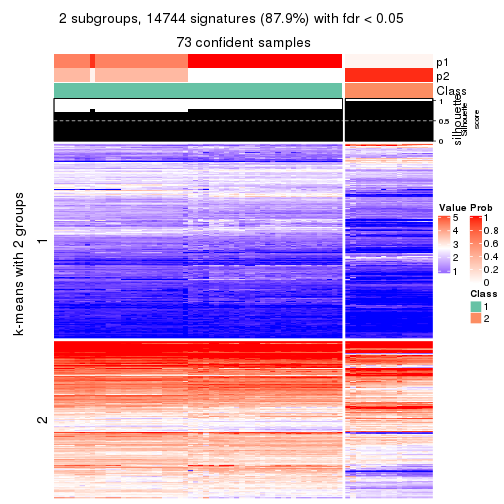 2 subgroups, 14744 signatures (87.9%) with fdr < 0.05
73 confident samples
p1
p2
Class
1
0.5
0
silhouette
Silhouette
score
k-means with 2 groups
1
2
Value
5
4
3
2
1
Prob
1
0.8
0.6
0.4
0.2
0
Class
1
2